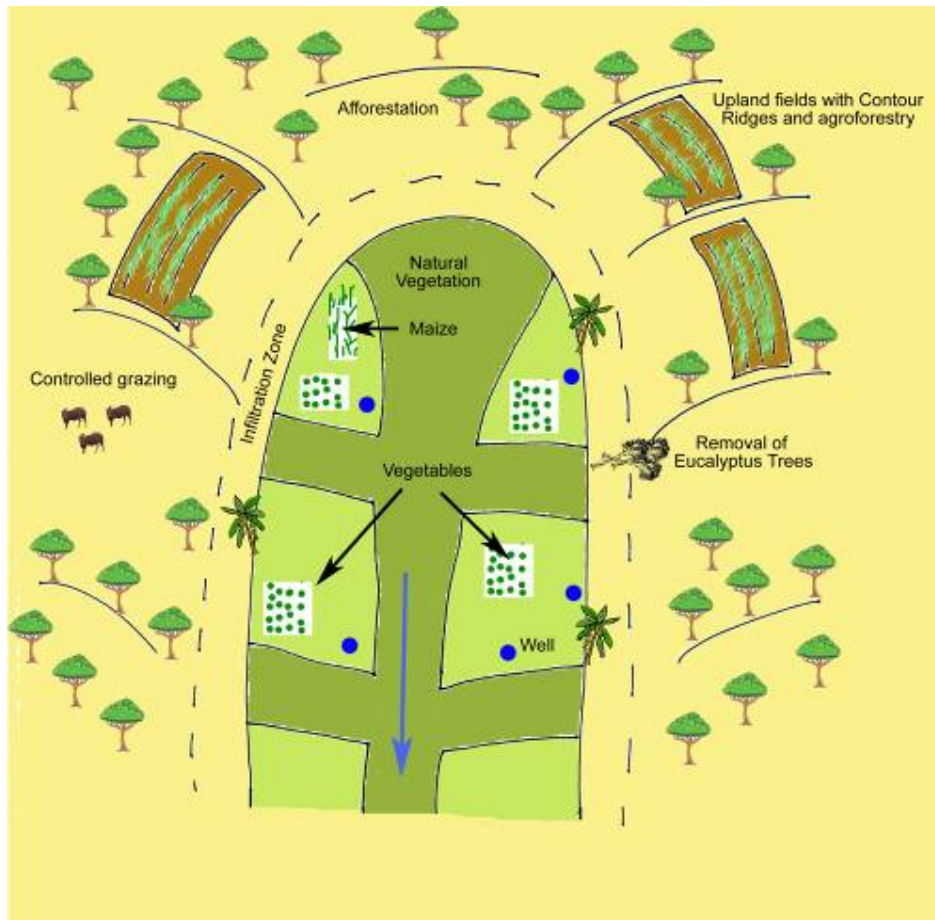 Afforestation
Upland fields with Contour
Ridges and agroforestry
Natural
Vegetation
Maize
Infiltration Zone
Controlled grazing
Removal of
Eucalyptus Trees
Vegetables
Well